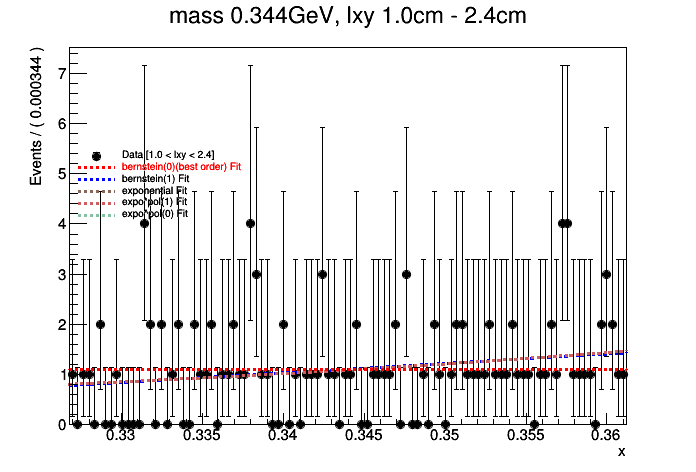 mass 0.344GeV, lxy 1.0cm - 2.4cm
Events / ( 0.000344 )
7
6
5
4
3
2
1
0
Data [1.0 < lxy < 2.4]
bernstein(0)(best order) Fit
bernstein(1) Fit
exponential Fit
expo*pol(1) Fit
expo*pol(0) Fit
0.33 0.335 0.34 0.345 0.35 0.355 0.36
x